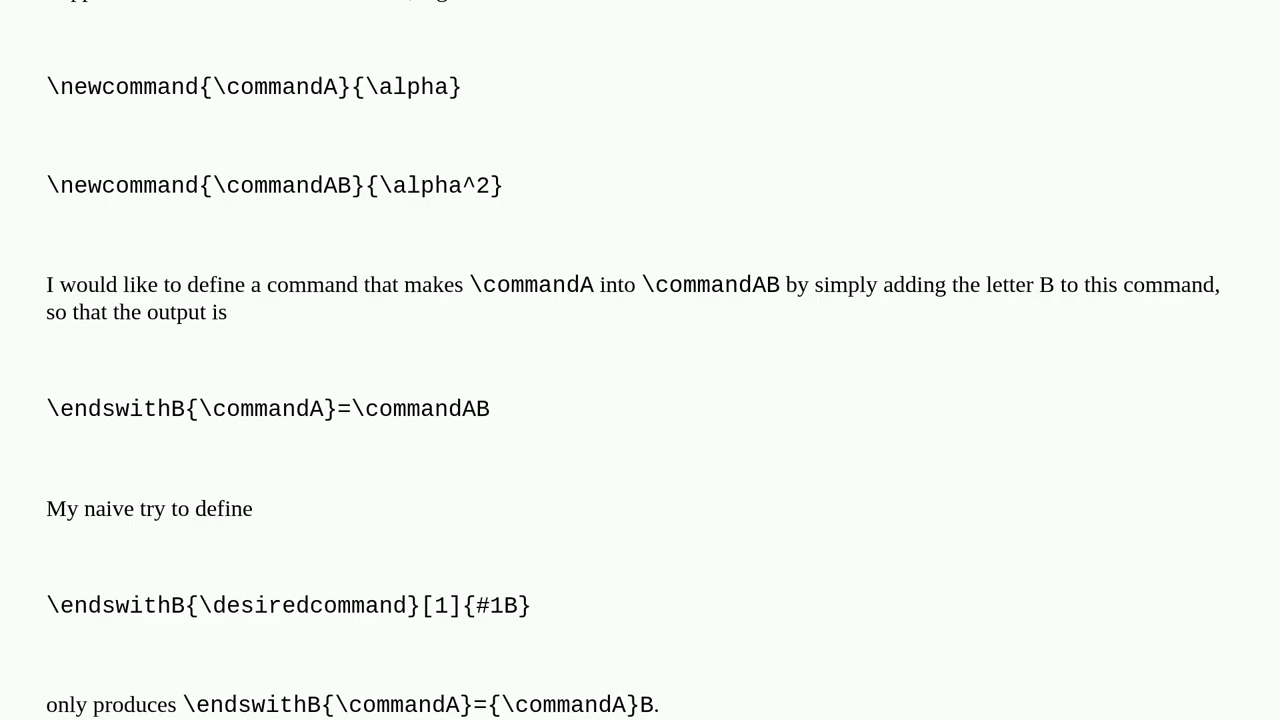 \newcommand{\commandA}{\alpha}
\newcommand{\commandAB}{\alpha^2}
I would like to define a command that makes \commandA into \commandAB by simply adding the letter B to this command,
so that the output is
\endswithB{\commandA}=\commandAB
My naive try to define
\endswithB{\desiredcommand}[1]{#1B}
only produces \endswithB{\commandA}={\commandA}B.